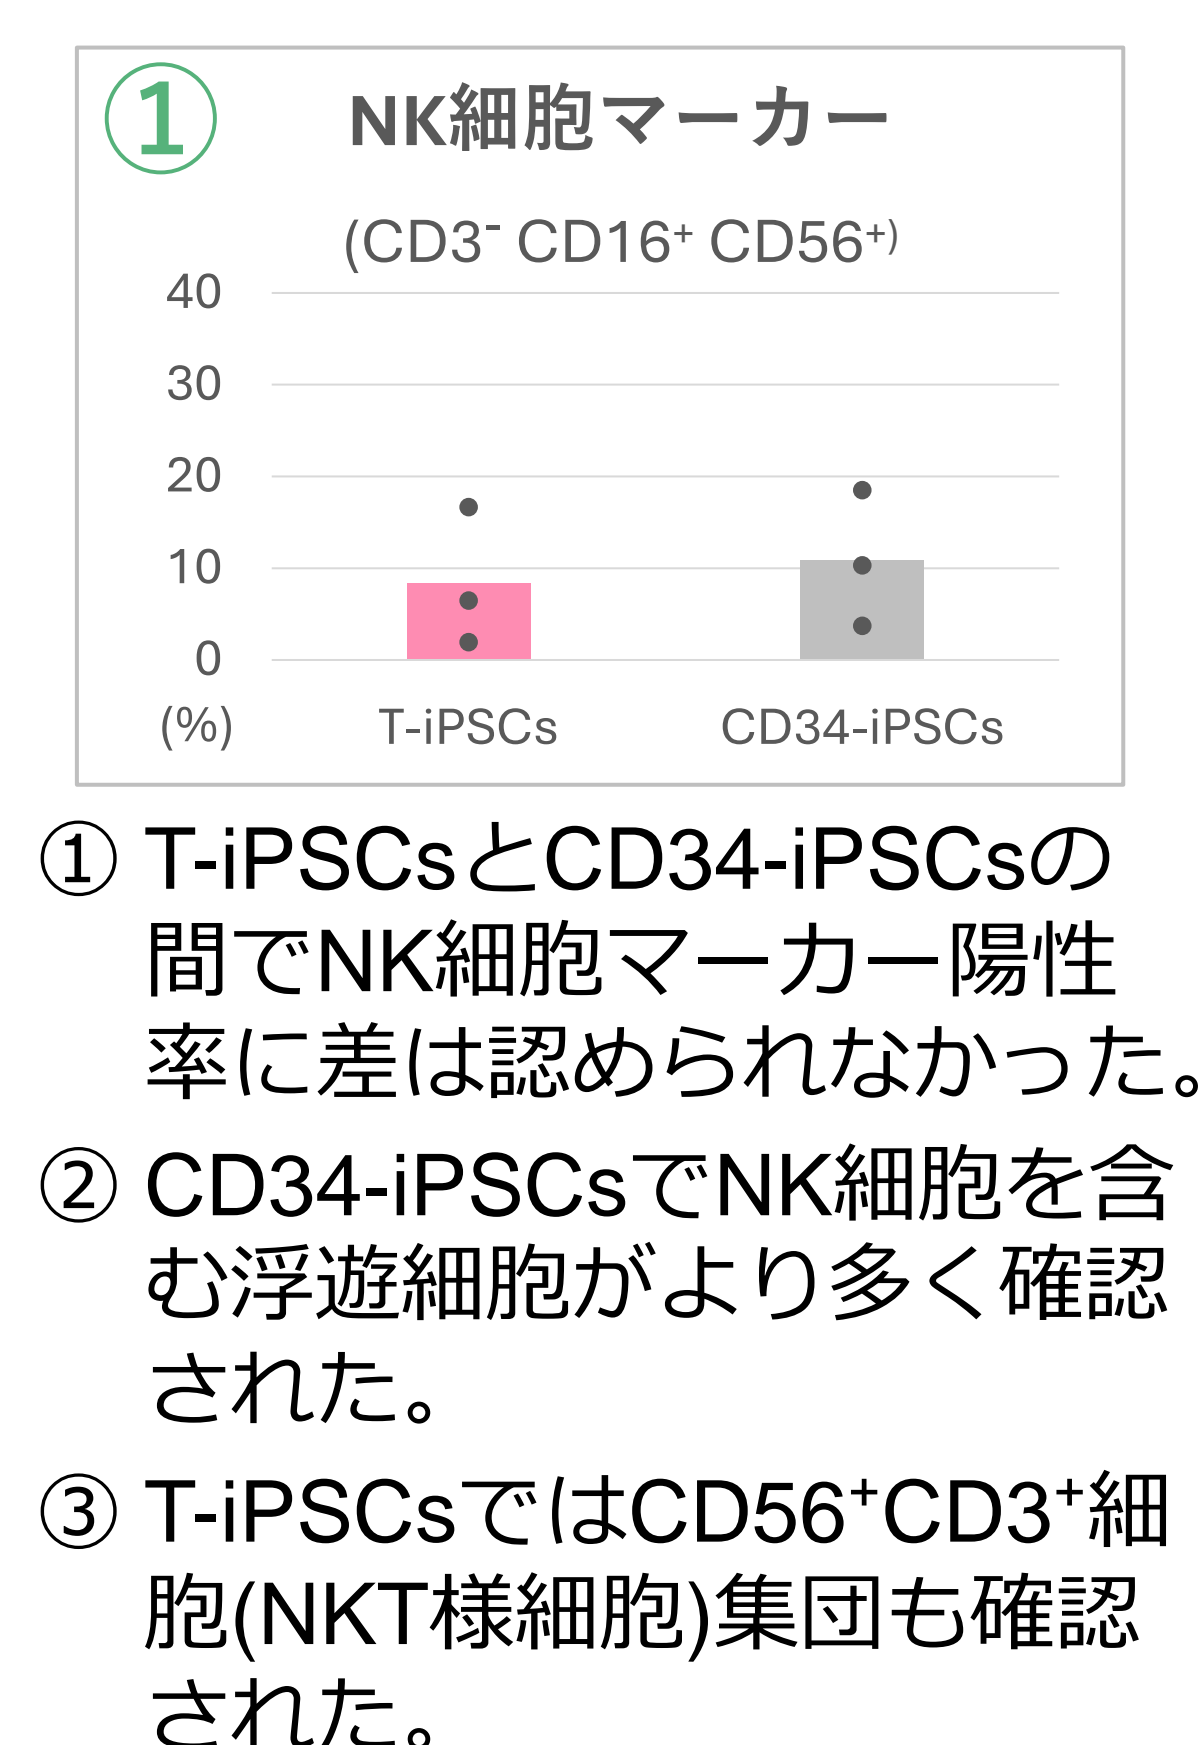 ①
NK細胞マーカー
(CD3⁻ CD16⁺ CD56⁺⁾
40
30
20
10
0
(%) T-iPSCs CD34-iPSCs
① T-iPSCsとCD34-iPSCsの
間でNK細胞マーカー陽性
率に差は認められなかった。
② CD34-iPSCsでNK細胞を含
む浮遊細胞がより多く確認
された。
③ T-iPSCsではCD56⁺CD3⁺細
胞(NKT様細胞)集団も確認
された。